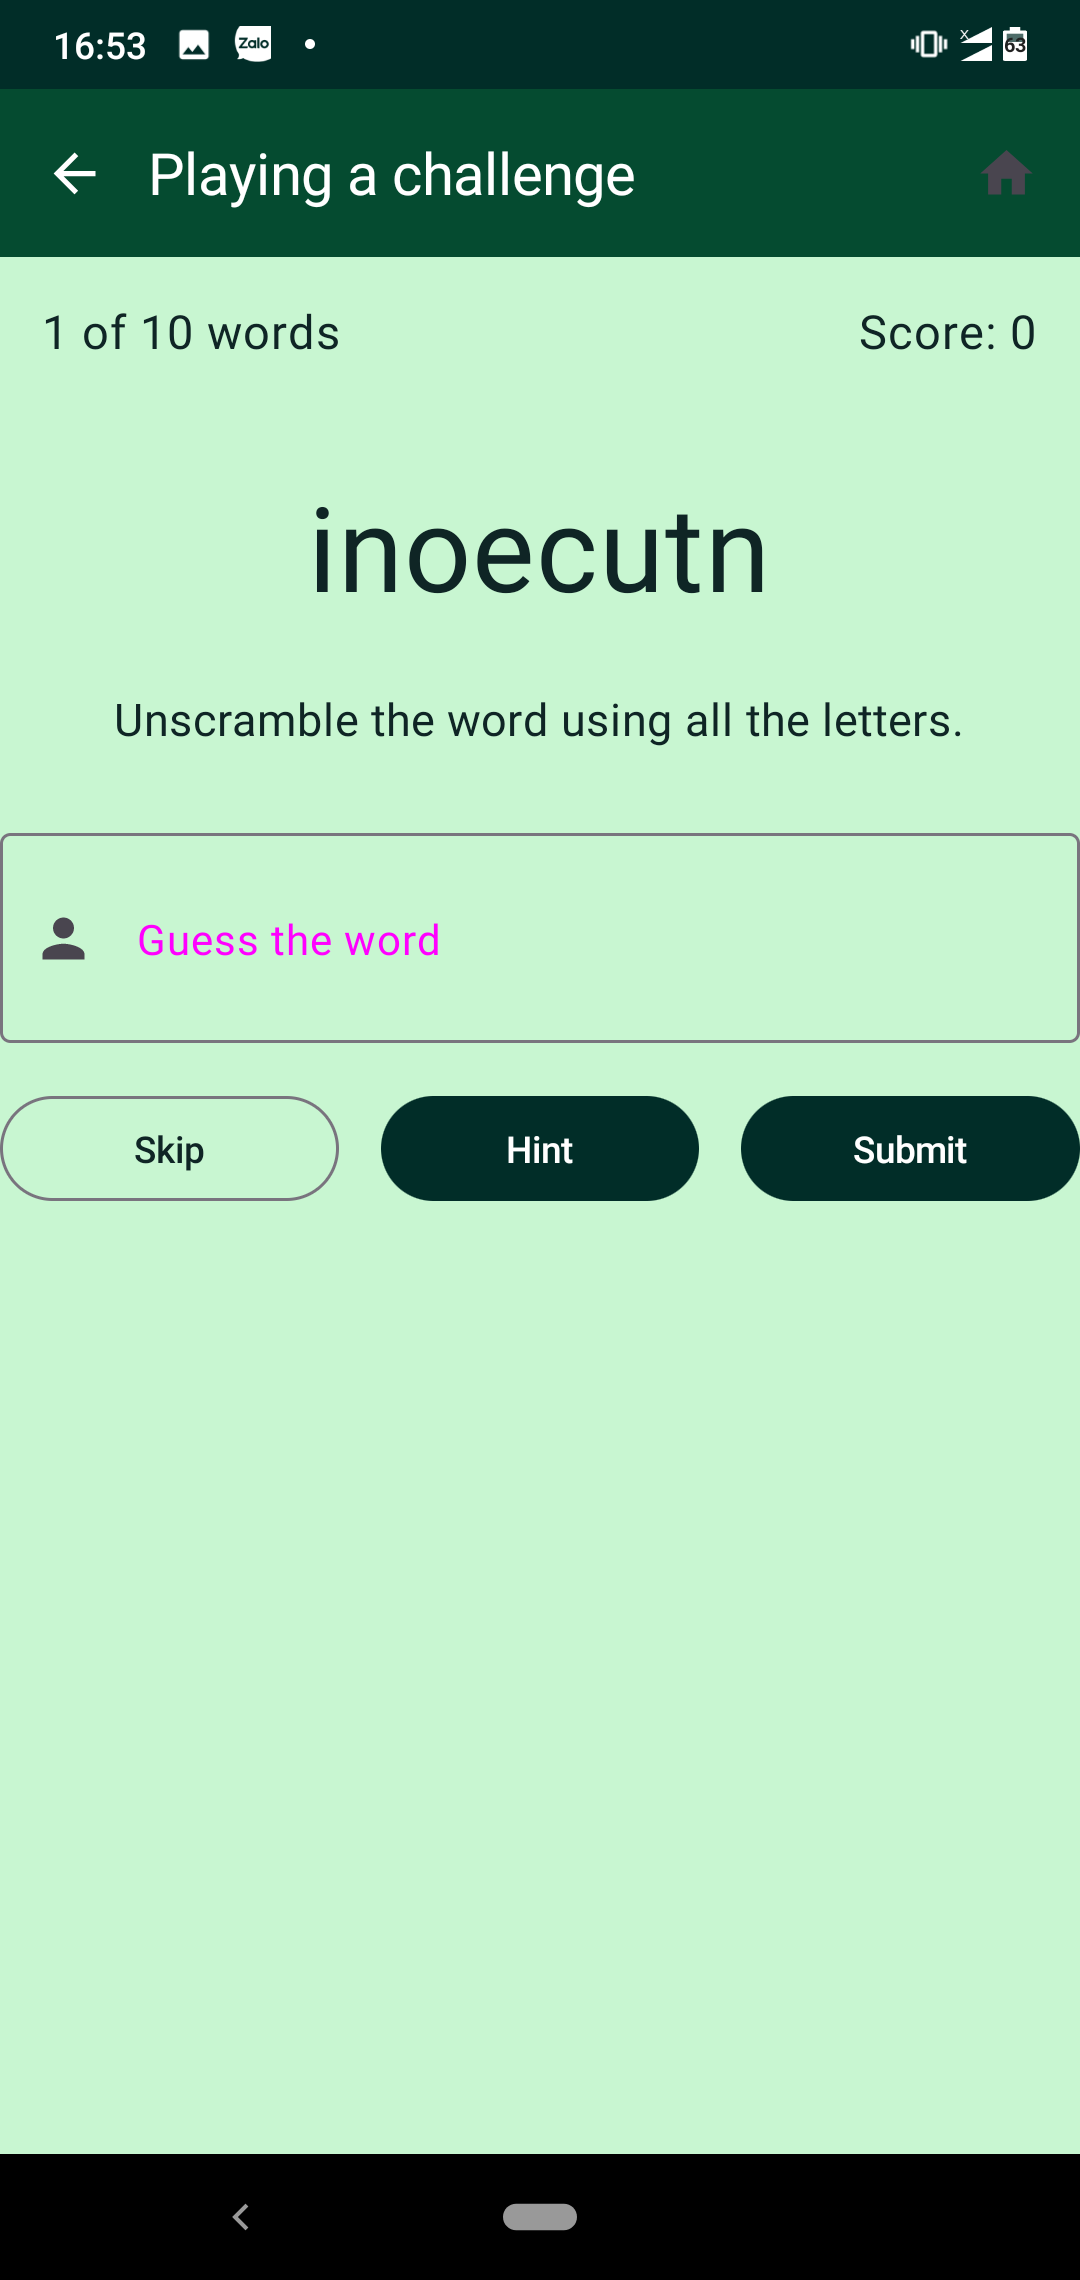 16:53 Zalo x 63
Playing a challenge
1 of 10 words Score: 0
inoecutn
Unscramble the word using all the letters.
Guess the word
Skip Hint Submit